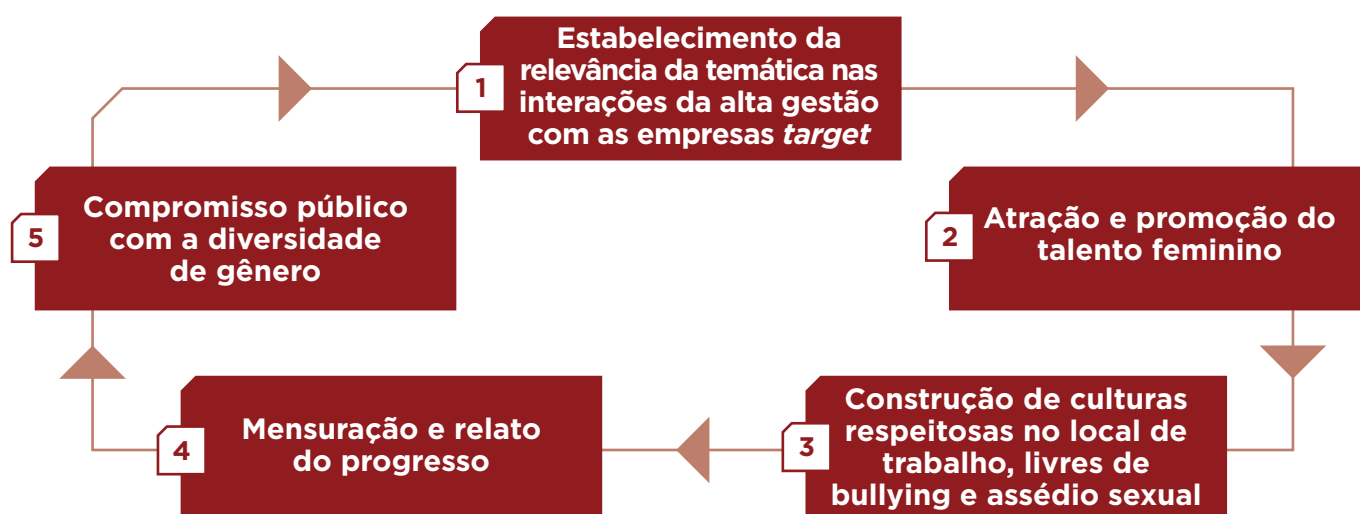 1
Estabelecimento da
relevância da temática nas
interações da alta gestão
com as empresas target
2
Atração e promoção do
talento feminino
3
Construção de culturas
respeitosas no local de
trabalho, livres de
bullying e assédio sexual
4
Mensuração e relato
do progresso
5
Compromisso público
com a diversidade
de gênero